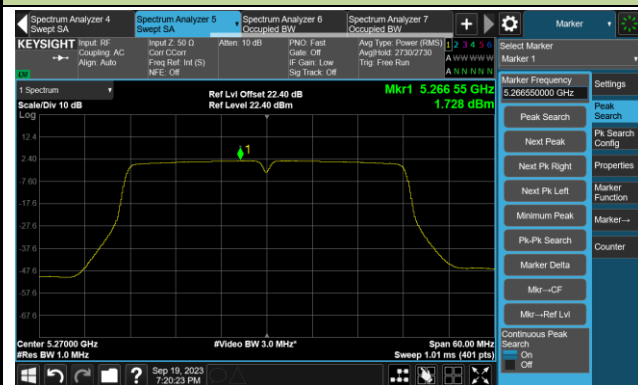 Spectrum Analyzer 4
Swept SA
Spectrum Analyzer 5
Swept SA
Spectrum Analyzer 6
Occupied BW
Spectrum Analyzer 7
Occupied BW
Marker
KEYSIGHT
Input: RF
Coupling: AC
Align: Auto
Input Z: 50 Ω
Corr CCorr
Freq Ref: Int (S)
NFE: Off
Atten: 10 dB
PNO: Fast
Gate: Off
IF Gain: Low
Sig Track: Off
Avg Type: Power (RMS)
Avg|Hold: 2730/2730
Trig: Free Run
1 2 3 4 5 6
A W W W W W
A N N N N N
Select Marker
Marker 1
1 Spectrum
Scale/Div 10 dB
Ref Lvl Offset 22.40 dB
Ref Level 22.40 dBm
Mkr1 5.266 55 GHz
1.728 dBm
Log
12.4
2.40
-7.60
-17.6
-27.6
-37.6
-47.6
-57.6
-67.6
1
Center 5.27000 GHz
#Res BW 1.0 MHz
#Video BW 3.0 MHz*
Span 60.00 MHz
Sweep 1.01 ms (401 pts)
Marker Frequency
5.266550000 GHz
Peak Search
Next Peak
Next Pk Right
Next Pk Left
Minimum Peak
Pk-Pk Search
Marker Delta
Mkr→CF
Mkr→Ref Lvl
Continuous Peak
Search
On
Off
Settings
Peak
Search
Pk Search
Config
Properties
Marker
Function
Marker→
Counter
Sep 19, 2023
7:20:23 PM